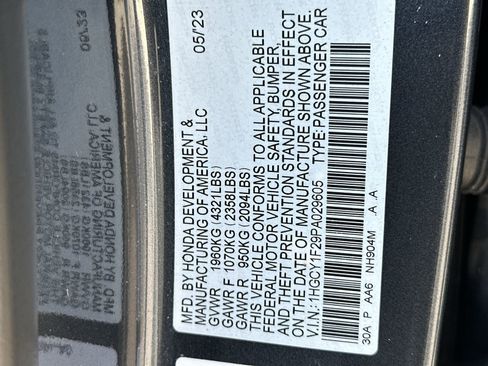 MFD. BY HONDA DEVELOPMENT & 05/23
MANUFACTURING OF AMERICA, LLC
GVWR 1960KG (4321LBS)
GAWR F 1070KG (2358LBS)
GAWR R 950KG (2094LBS)
THIS VEHICLE CONFORMS TO ALL APPLICABLE
FEDERAL MOTOR VEHICLE SAFETY, BUMPER,
AND THEFT PREVENTION STANDARDS IN EFFECT
ON THE DATE OF MANUFACTURE SHOWN ABOVE.
V.I.N.: 1HGCY1F29PA029605 TYPE:PASSENGER CAR
30A P AA6 NH904M A A